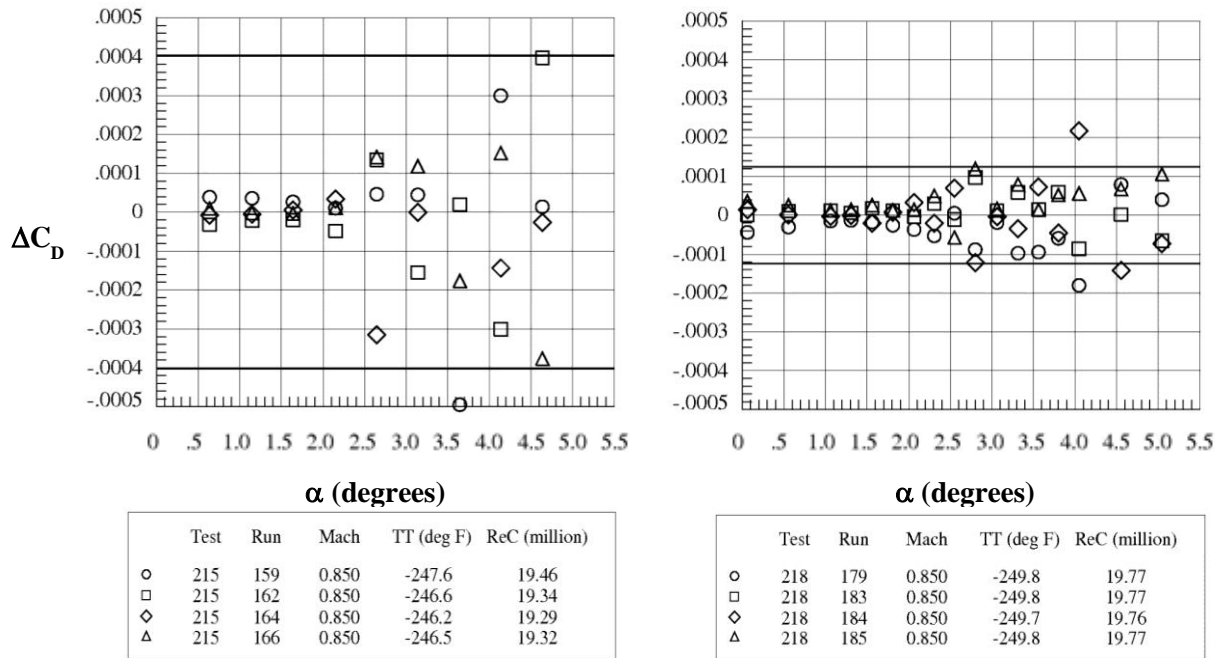 .0005
.0004
.0003
.0002
.0001
0
-.0001
-.0002
-.0003
-.0004
-.0005
ΔC_D
0 .5 1.0 1.5 2.0 2.5 3.0 3.5 4.0 4.5 5.0 5.5
α (degrees)
Test Run Mach TT (deg F) ReC (million)
215 159 0.850 -247.6 19.46
215 162 0.850 -246.6 19.34
215 164 0.850 -246.2 19.29
215 166 0.850 -246.5 19.32
.0005
.0004
.0003
.0002
.0001
0
-.0001
-.0002
-.0003
-.0004
-.0005
0 .5 1.0 1.5 2.0 2.5 3.0 3.5 4.0 4.5 5.0 5.5
α (degrees)
Test Run Mach TT (deg F) ReC (million)
218 179 0.850 -249.8 19.77
218 183 0.850 -249.8 19.77
218 184 0.850 -249.7 19.76
218 185 0.850 -249.8 19.77